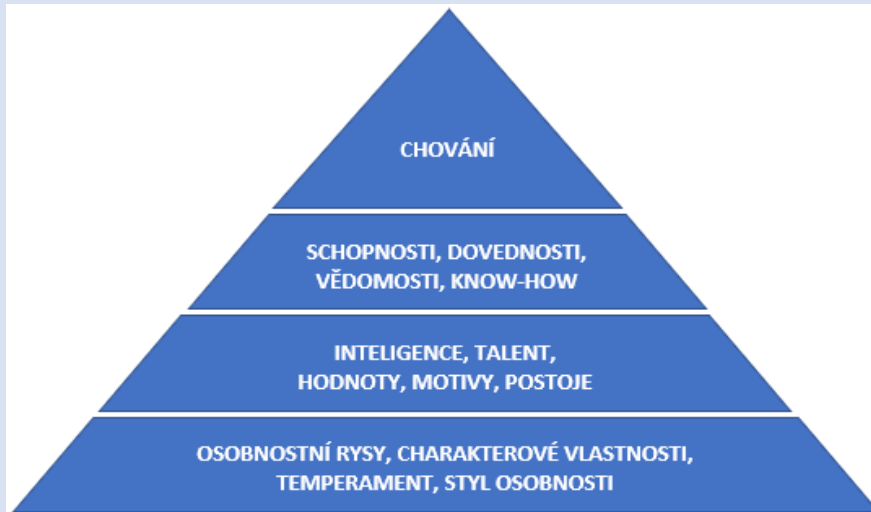 CHOVÁNÍ
SCHOPNOSTI, DOVEDNOSTI,
VĚDOMOSTI, KNOW-HOW
INTELIGENCE, TALENT,
HODNOTY, MOTIVY, POSTOJE
OSOBNOSTNÍ RYSY, CHARAKTEROVÉ VLASTNOSTI,
TEMPERAMENT, STYL OSOBNOSTI